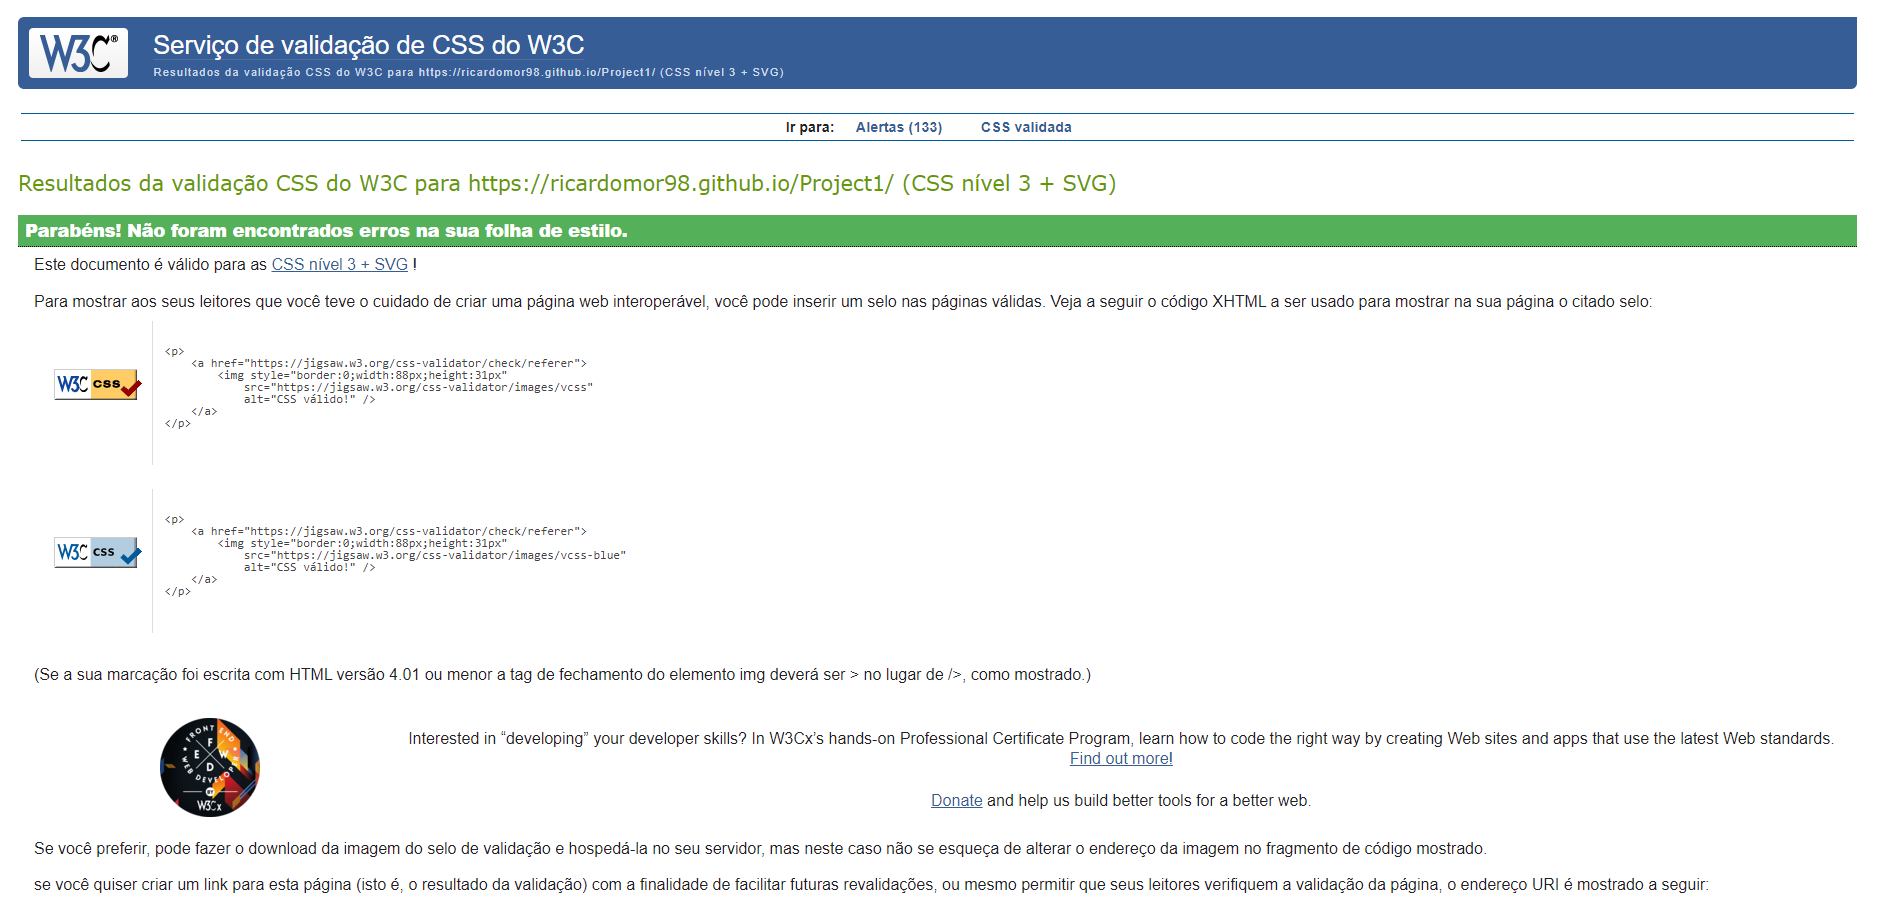 W3C®
Serviço de validação de CSS do W3C
Resultados da validação CSS do W3C para https://ricardomor98.github.io/Project1/ (CSS nível 3 + SVG)
Ir para: Alertas (133) CSS validada
Resultados da validação CSS do W3C para https://ricardomor98.github.io/Project1/ (CSS nível 3 + SVG)
Parabéns! Não foram encontrados erros na sua folha de estilo.
Este documento é válido para as CSS nível 3 + SVG !
Para mostrar aos seus leitores que você teve o cuidado de criar uma página web interoperável, você pode inserir um selo nas páginas válidas. Veja a seguir o código XHTML a ser usado para mostrar na sua página o citado selo:
W3C CSS
<p>
<a href="https://jigsaw.w3.org/css-validator/check/referer">
<img style="border:0;width:88px;height:31px"
src="https://jigsaw.w3.org/css-validator/images/vcss"
alt="CSS válido!" />
</a>
</p>
W3C CSS
<p>
<a href="https://jigsaw.w3.org/css-validator/check/referer">
<img style="border:0;width:88px;height:31px"
src="https://jigsaw.w3.org/css-validator/images/vcss-blue"
alt="CSS válido!" />
</a>
</p>
(Se a sua marcação foi escrita com HTML versão 4.01 ou menor a tag de fechamento do elemento img deverá ser > no lugar de />, como mostrado.)
FRONT END
F
E W
D
WEB DEVELOPER
BY
W3Cx
Interested in “developing” your developer skills? In W3Cx’s hands-on Professional Certificate Program, learn how to code the right way by creating Web sites and apps that use the latest Web standards.
Find out more!
Donate and help us build better tools for a better web.
Se você preferir, pode fazer o download da imagem do selo de validação e hospedá-la no seu servidor, mas neste caso não se esqueça de alterar o endereço da imagem no fragmento de código mostrado.
se você quiser criar um link para esta página (isto é, o resultado da validação) com a finalidade de facilitar futuras revalidações, ou mesmo permitir que seus leitores verifiquem a validação da página, o endereço URI é mostrado a seguir: